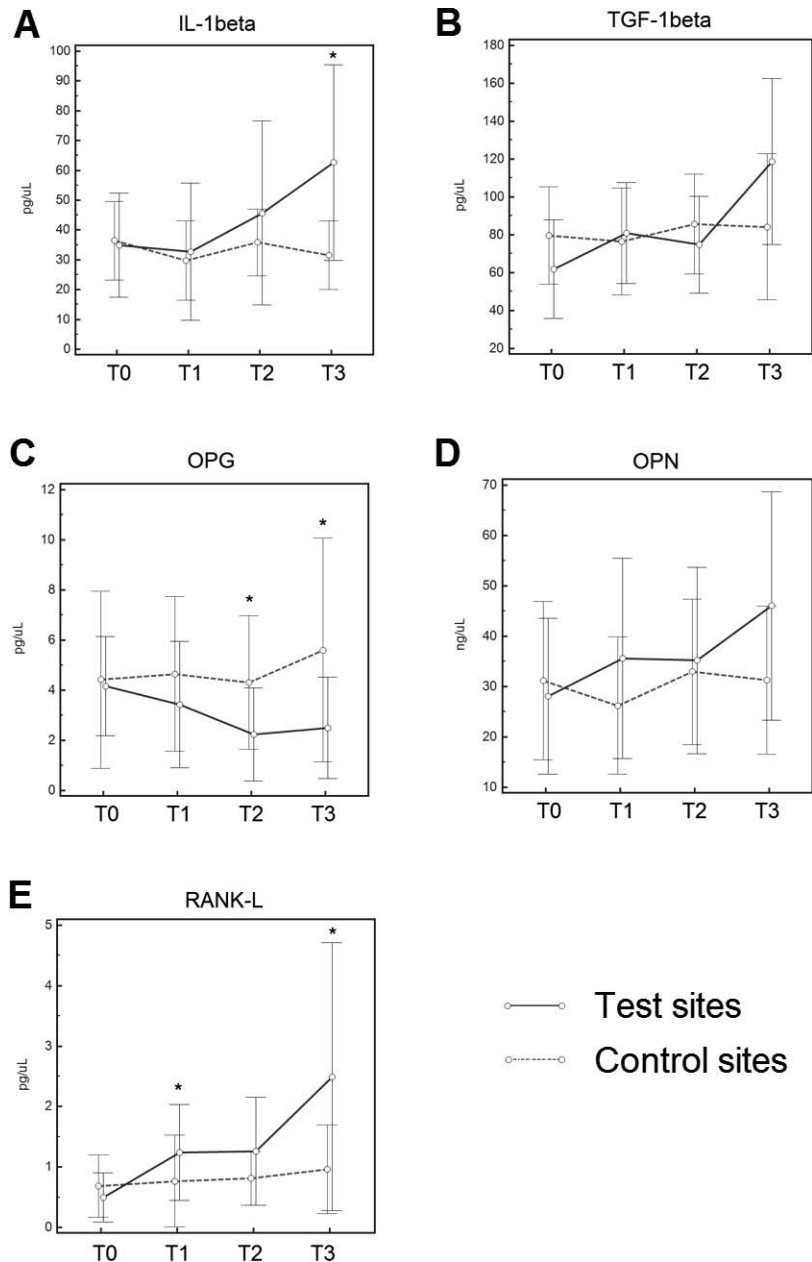 A
IL-1beta
*
100
90
80
70
60
50
40
30
20
10
0
pg/uL
T0 T1 T2 T3
B
TGF-1beta
180
160
140
120
100
80
60
40
20
pg/uL
T0 T1 T2 T3
C
OPG
*
*
12
10
8
6
4
2
0
pg/uL
T0 T1 T2 T3
D
OPN
70
60
50
40
30
20
10
ng/uL
T0 T1 T2 T3
E
RANK-L
*
*
5
4
3
2
1
0
pg/uL
T0 T1 T2 T3
Test sites
Control sites